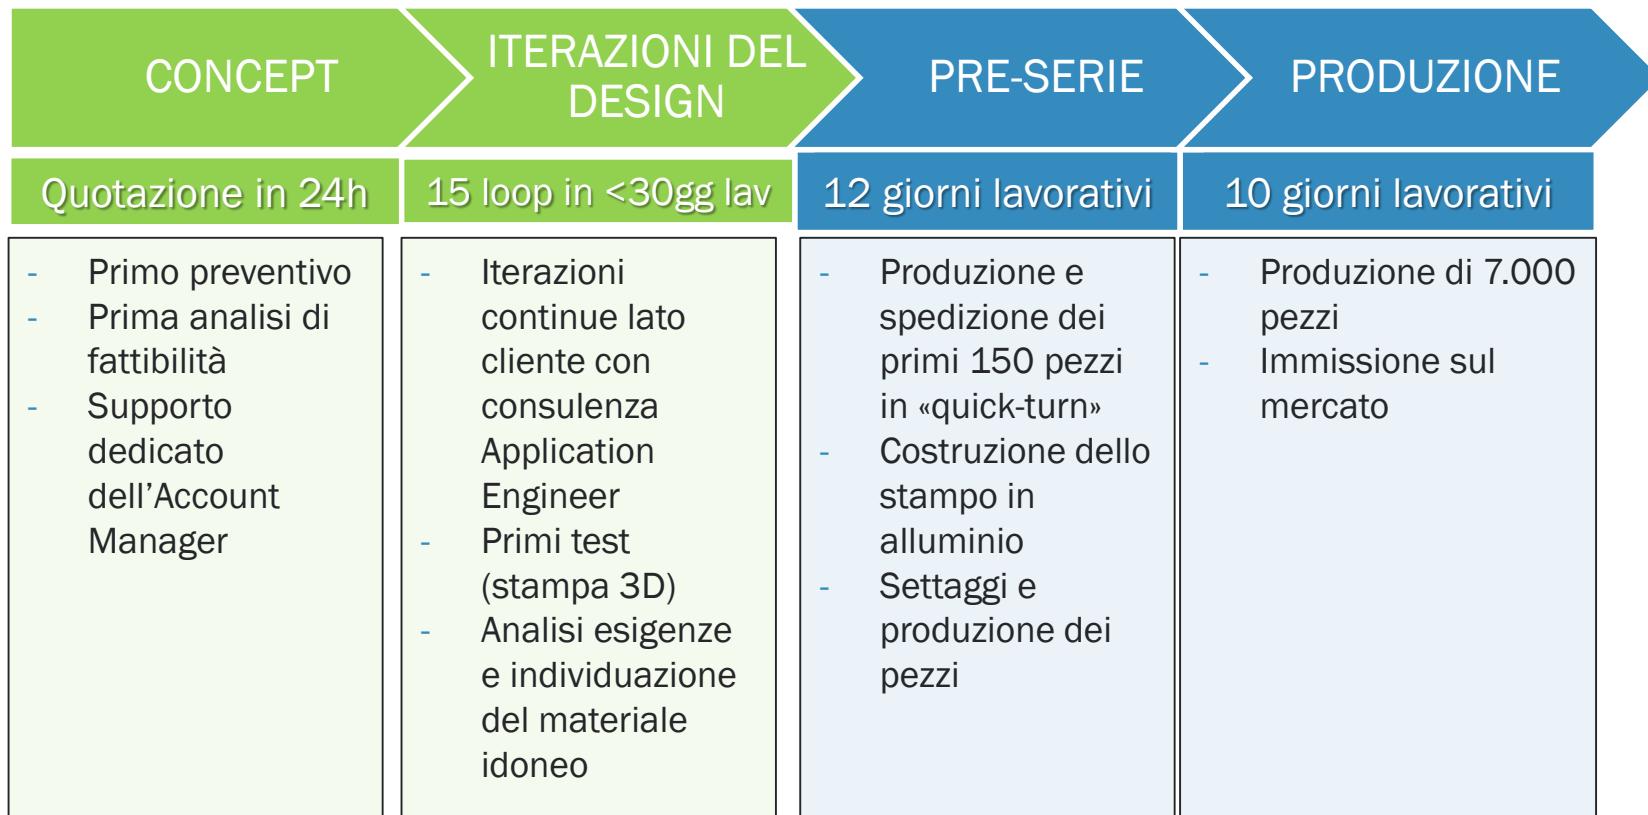 CONCEPT
ITERAZIONI DEL
DESIGN
PRE-SERIE
PRODUZIONE
Quotazione in 24h
15 loop in <30gg lav
12 giorni lavorativi
10 giorni lavorativi
- Primo preventivo
- Prima analisi di
fattibilità
- Supporto
dedicato
dell’Account
Manager
- Iterazioni
continue lato
cliente con
consulenza
Application
Engineer
- Primi test
(stampa 3D)
- Analisi esigenze
e individuazione
del materiale
idoneo
- Produzione e
spedizione dei
primi 150 pezzi
in «quick-turn»
- Costruzione dello
stampo in
alluminio
- Settaggi e
produzione dei
pezzi
- Produzione di 7.000
pezzi
- Immissione sul
mercato